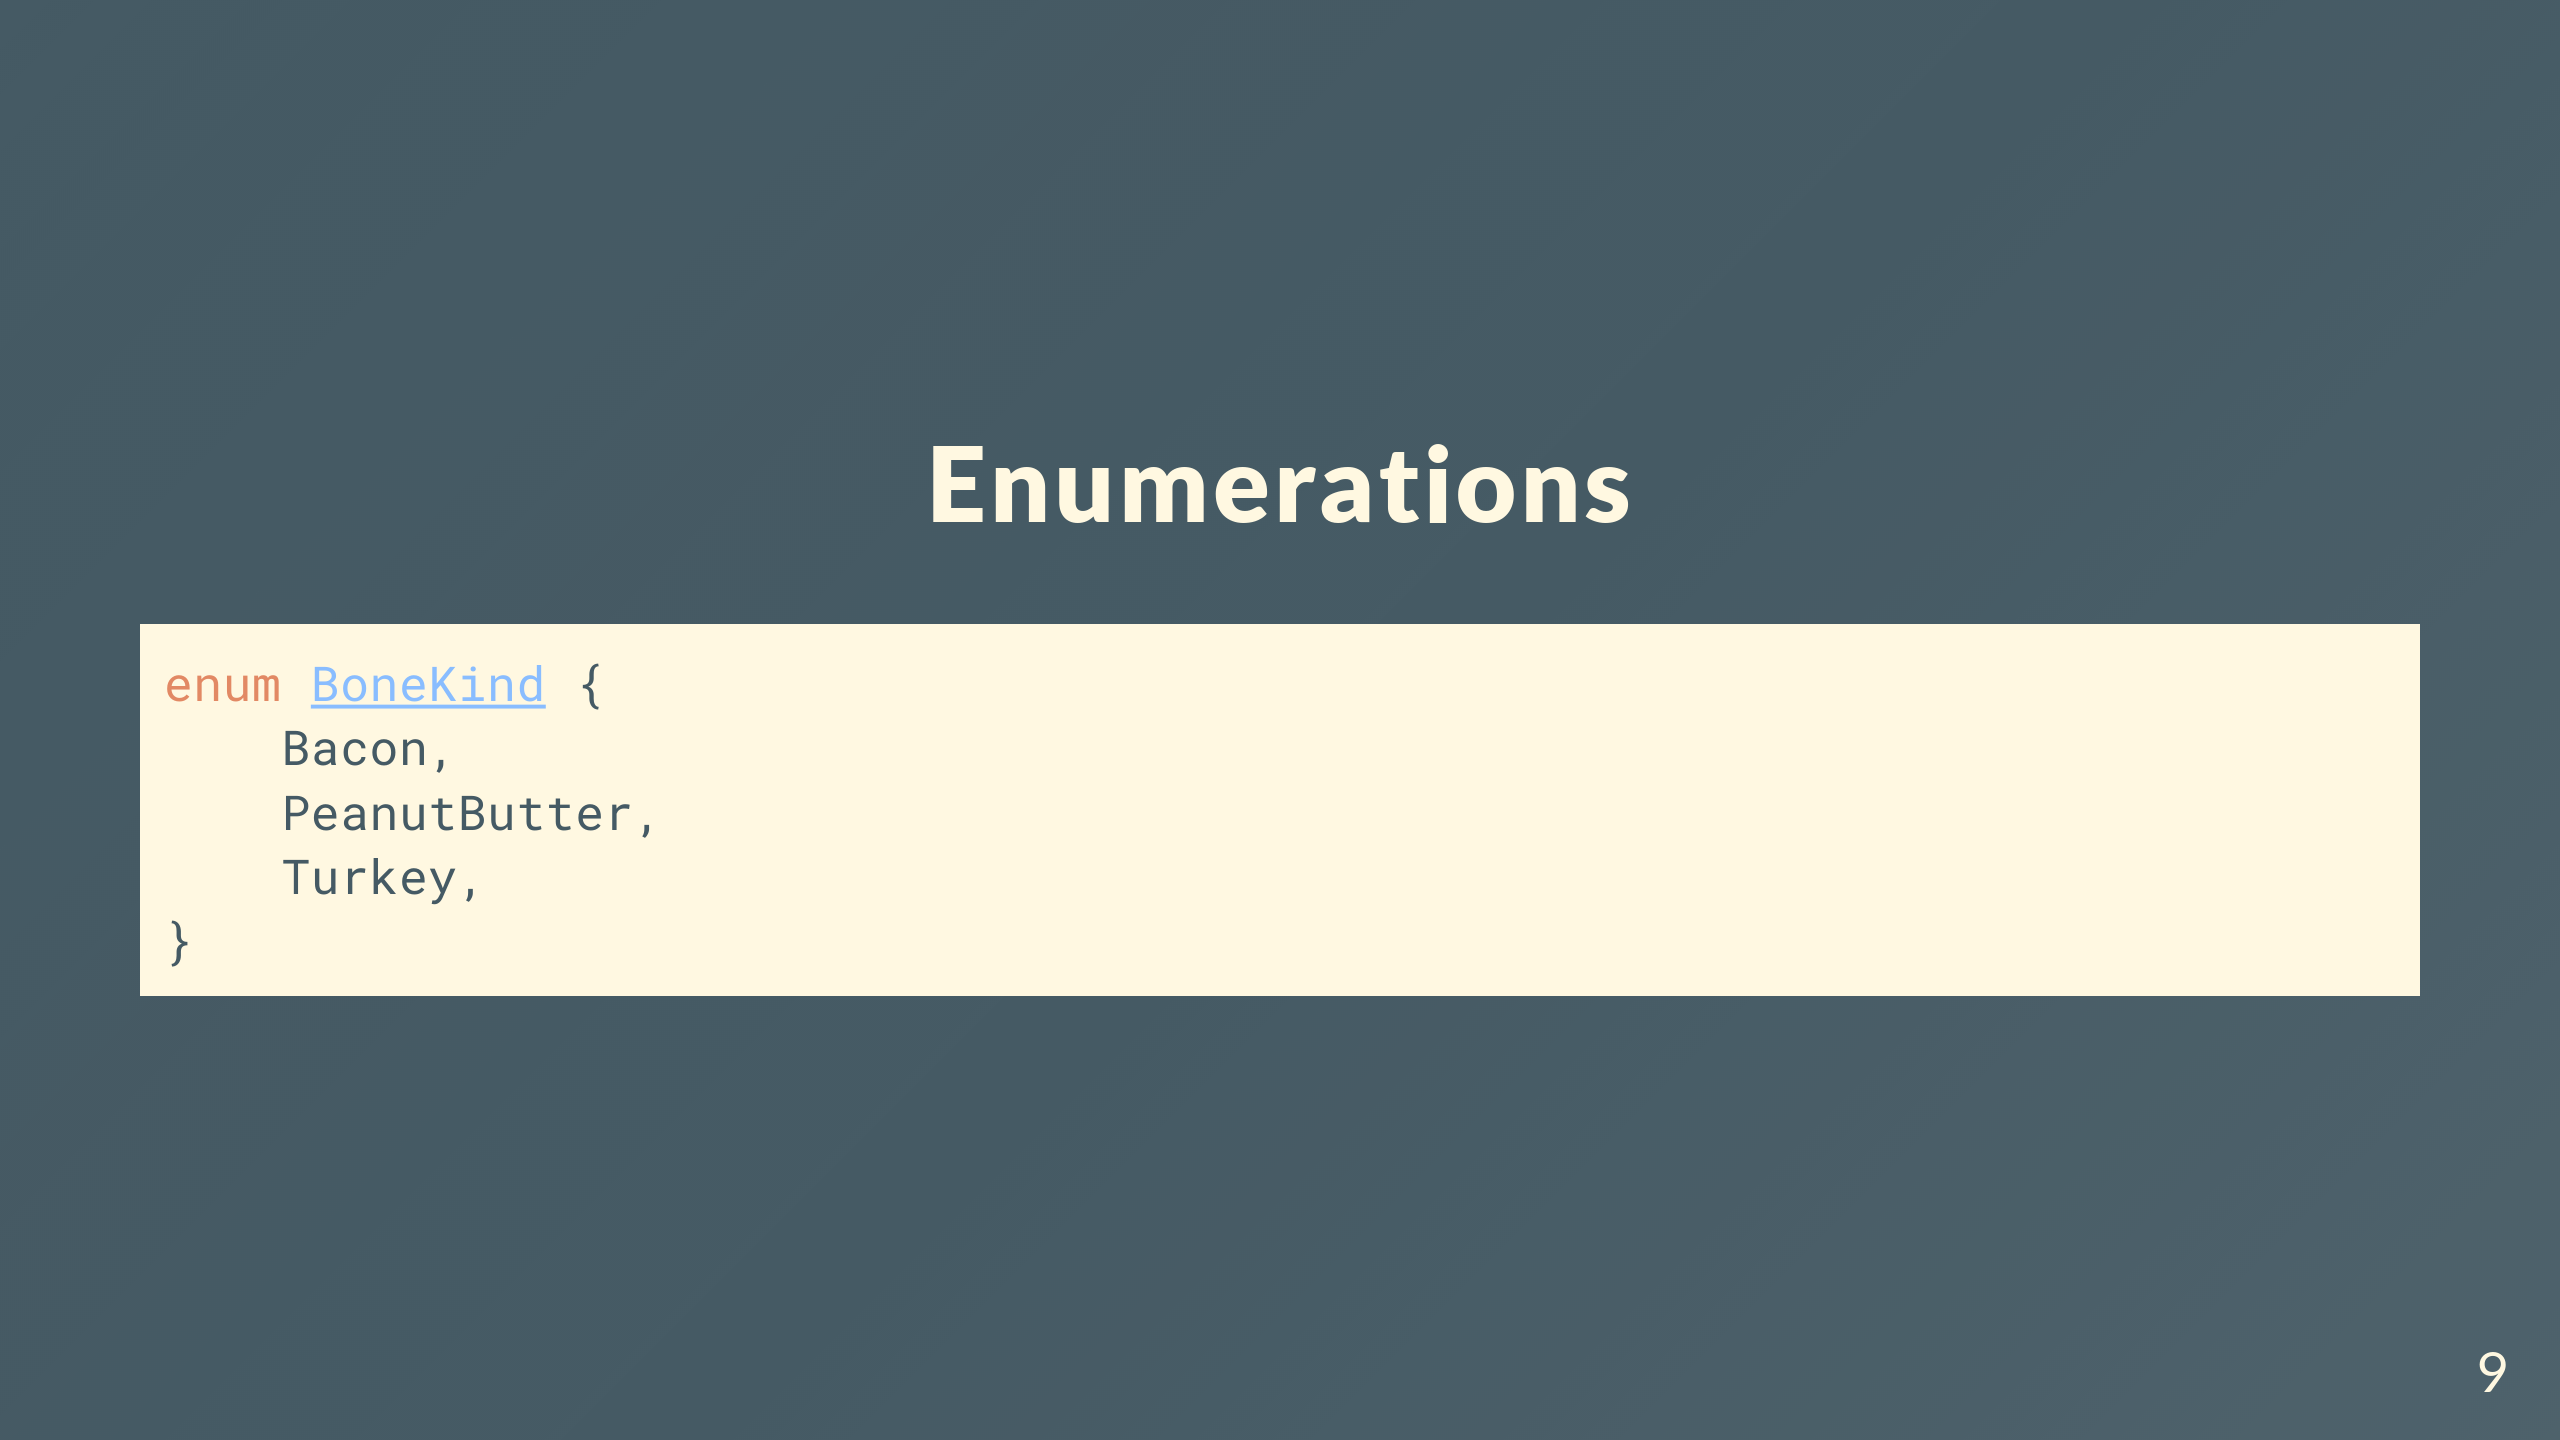 Enumerations
enum BoneKind {
    Bacon,
    PeanutButter,
    Turkey,
}
9